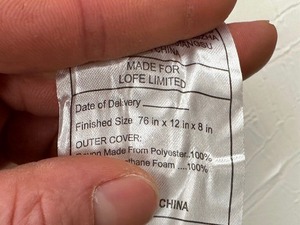 CHINA
MADE FOR
LOFE LIMITED
Date of Delivery
Finished Size 76 in x 12 in x 8 in
OUTER COVER:
Made From Polyester..100%
Foam ....100%
CHINA